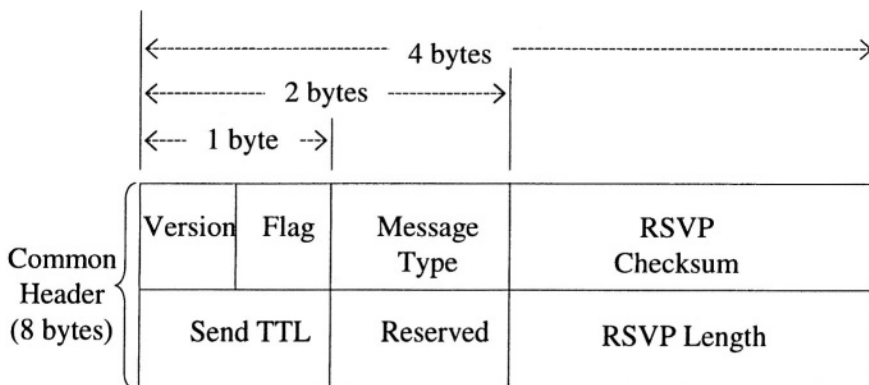 4 bytes
2 bytes
1 byte
Version Flag Message Type RSVP Checksum
Common Header (8 bytes)
Send TTL Reserved RSVP Length